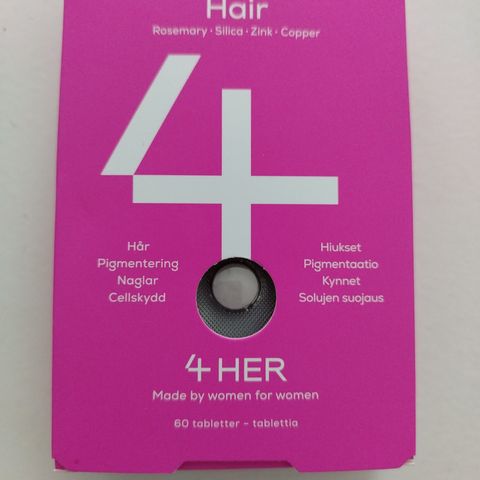 Hair
Rosemary · Silica · Zink · Copper
4
Hår
Pigmentering
Naglar
Cellskydd
Hiukset
Pigmentaatio
Kynnet
Solujen suojaus
4 HER
Made by women for women
60 tabletter – tablettia